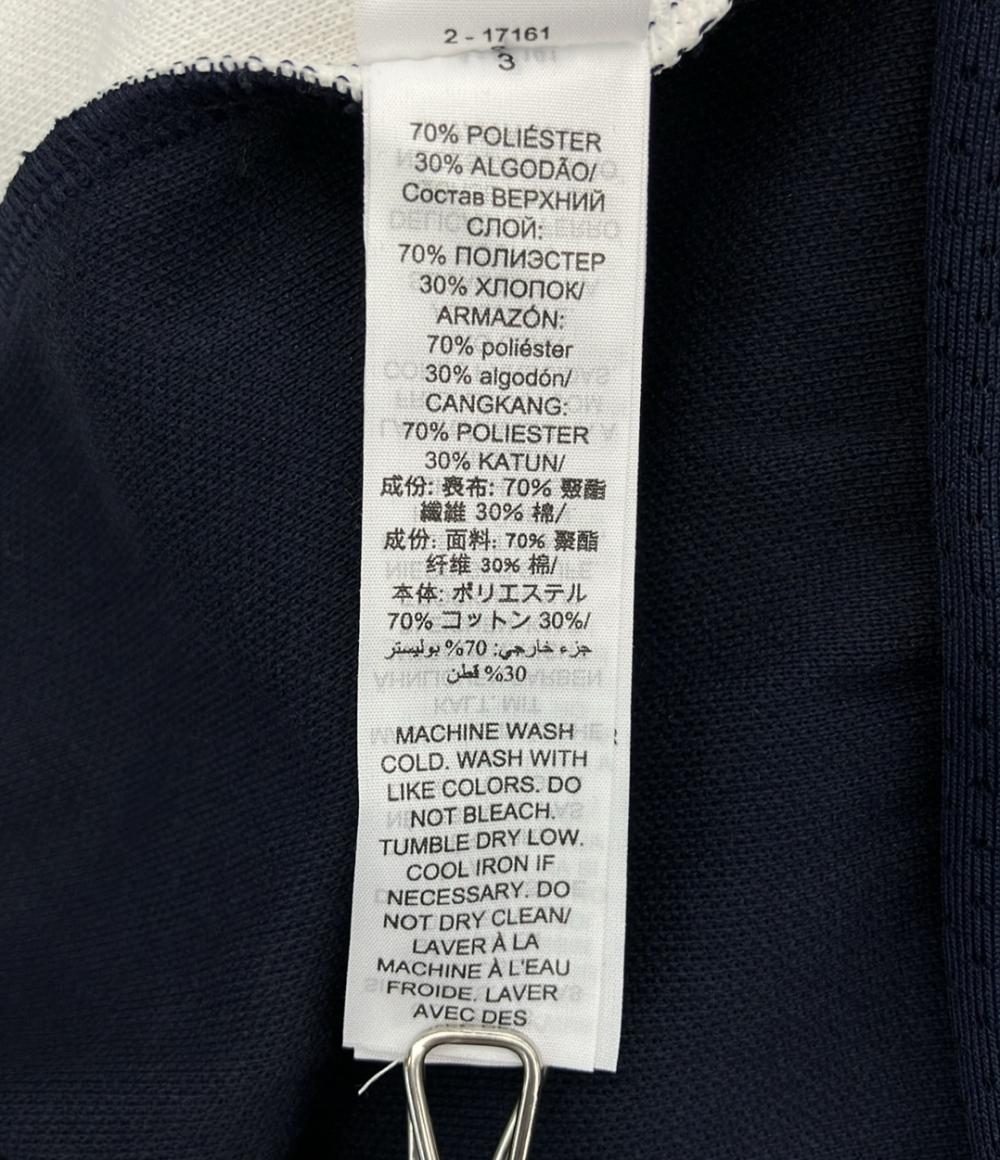 2 - 17161
3
70% POLIÉSTER
30% ALGODÃO/
Состав ВЕРХНИЙ
СЛОЙ:
70% ПОЛИЭСТЕР
30% ХЛОПОК/
ARMAZÓN:
70% poliéster
30% algodón/
CANGKANG:
70% POLIESTER
30% KATUN/
成份: 表布: 70% 聚酯
纖維 30% 棉/
成份: 面料: 70% 聚酯
纤维 30% 棉/
本体: ポリエステル
70% コットン 30%/
جزء خارجي: 70% بوليستر
30% قطن
MACHINE WASH
COLD. WASH WITH
LIKE COLORS. DO
NOT BLEACH.
TUMBLE DRY LOW.
COOL IRON IF
NECESSARY. DO
NOT DRY CLEAN/
LAVER À LA
MACHINE À L'EAU
FROIDE. LAVER
AVEC DES